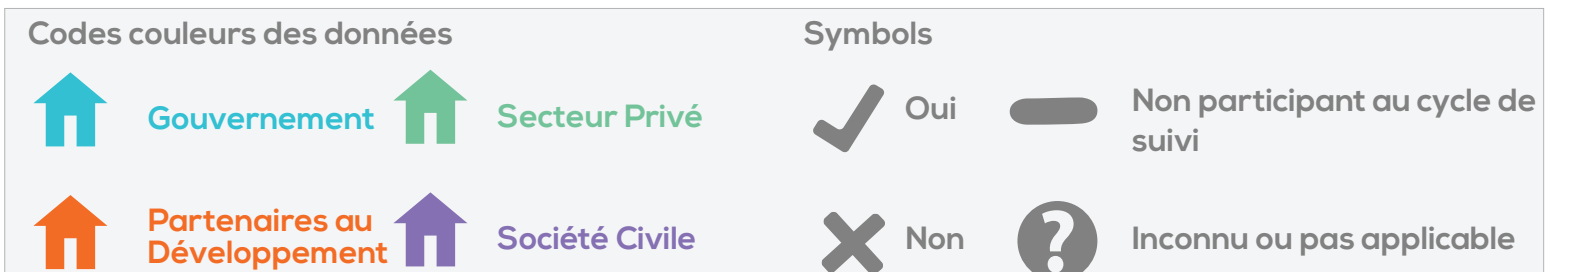 Codes couleurs des données
Symbols
Gouvernement
Secteur Privé
Oui
Non participant au cycle de
suivi
Partenaires au
Développement
Société Civile
Non
?
Inconnu ou pas applicable